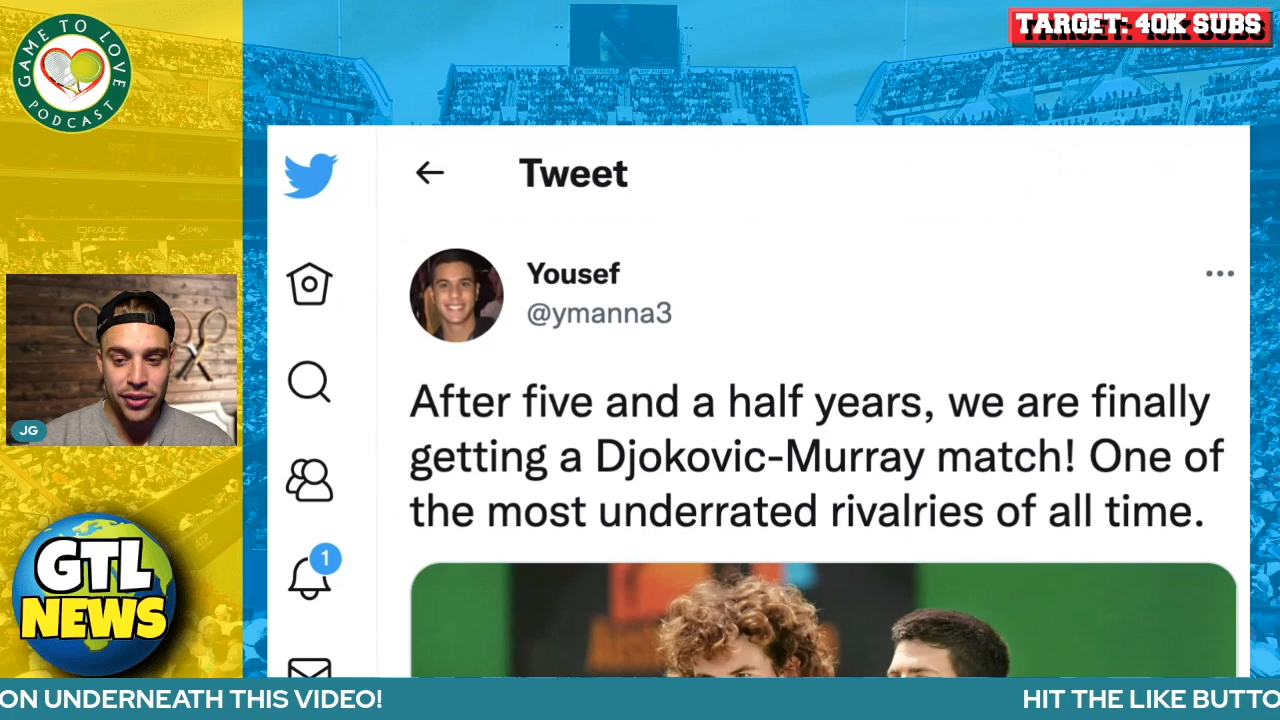 GAME TO LOVE
PODCAST
TARGET: 40K SUBS
Tweet
Yousef
@ymanna3
After five and a half years, we are finally
getting a Djokovic-Murray match! One of
the most underrated rivalries of all time.
1
ORACLE
pepsi
JG
GTL
NEWS
ON UNDERNEATH THIS VIDEO!
HIT THE LIKE BUTTO